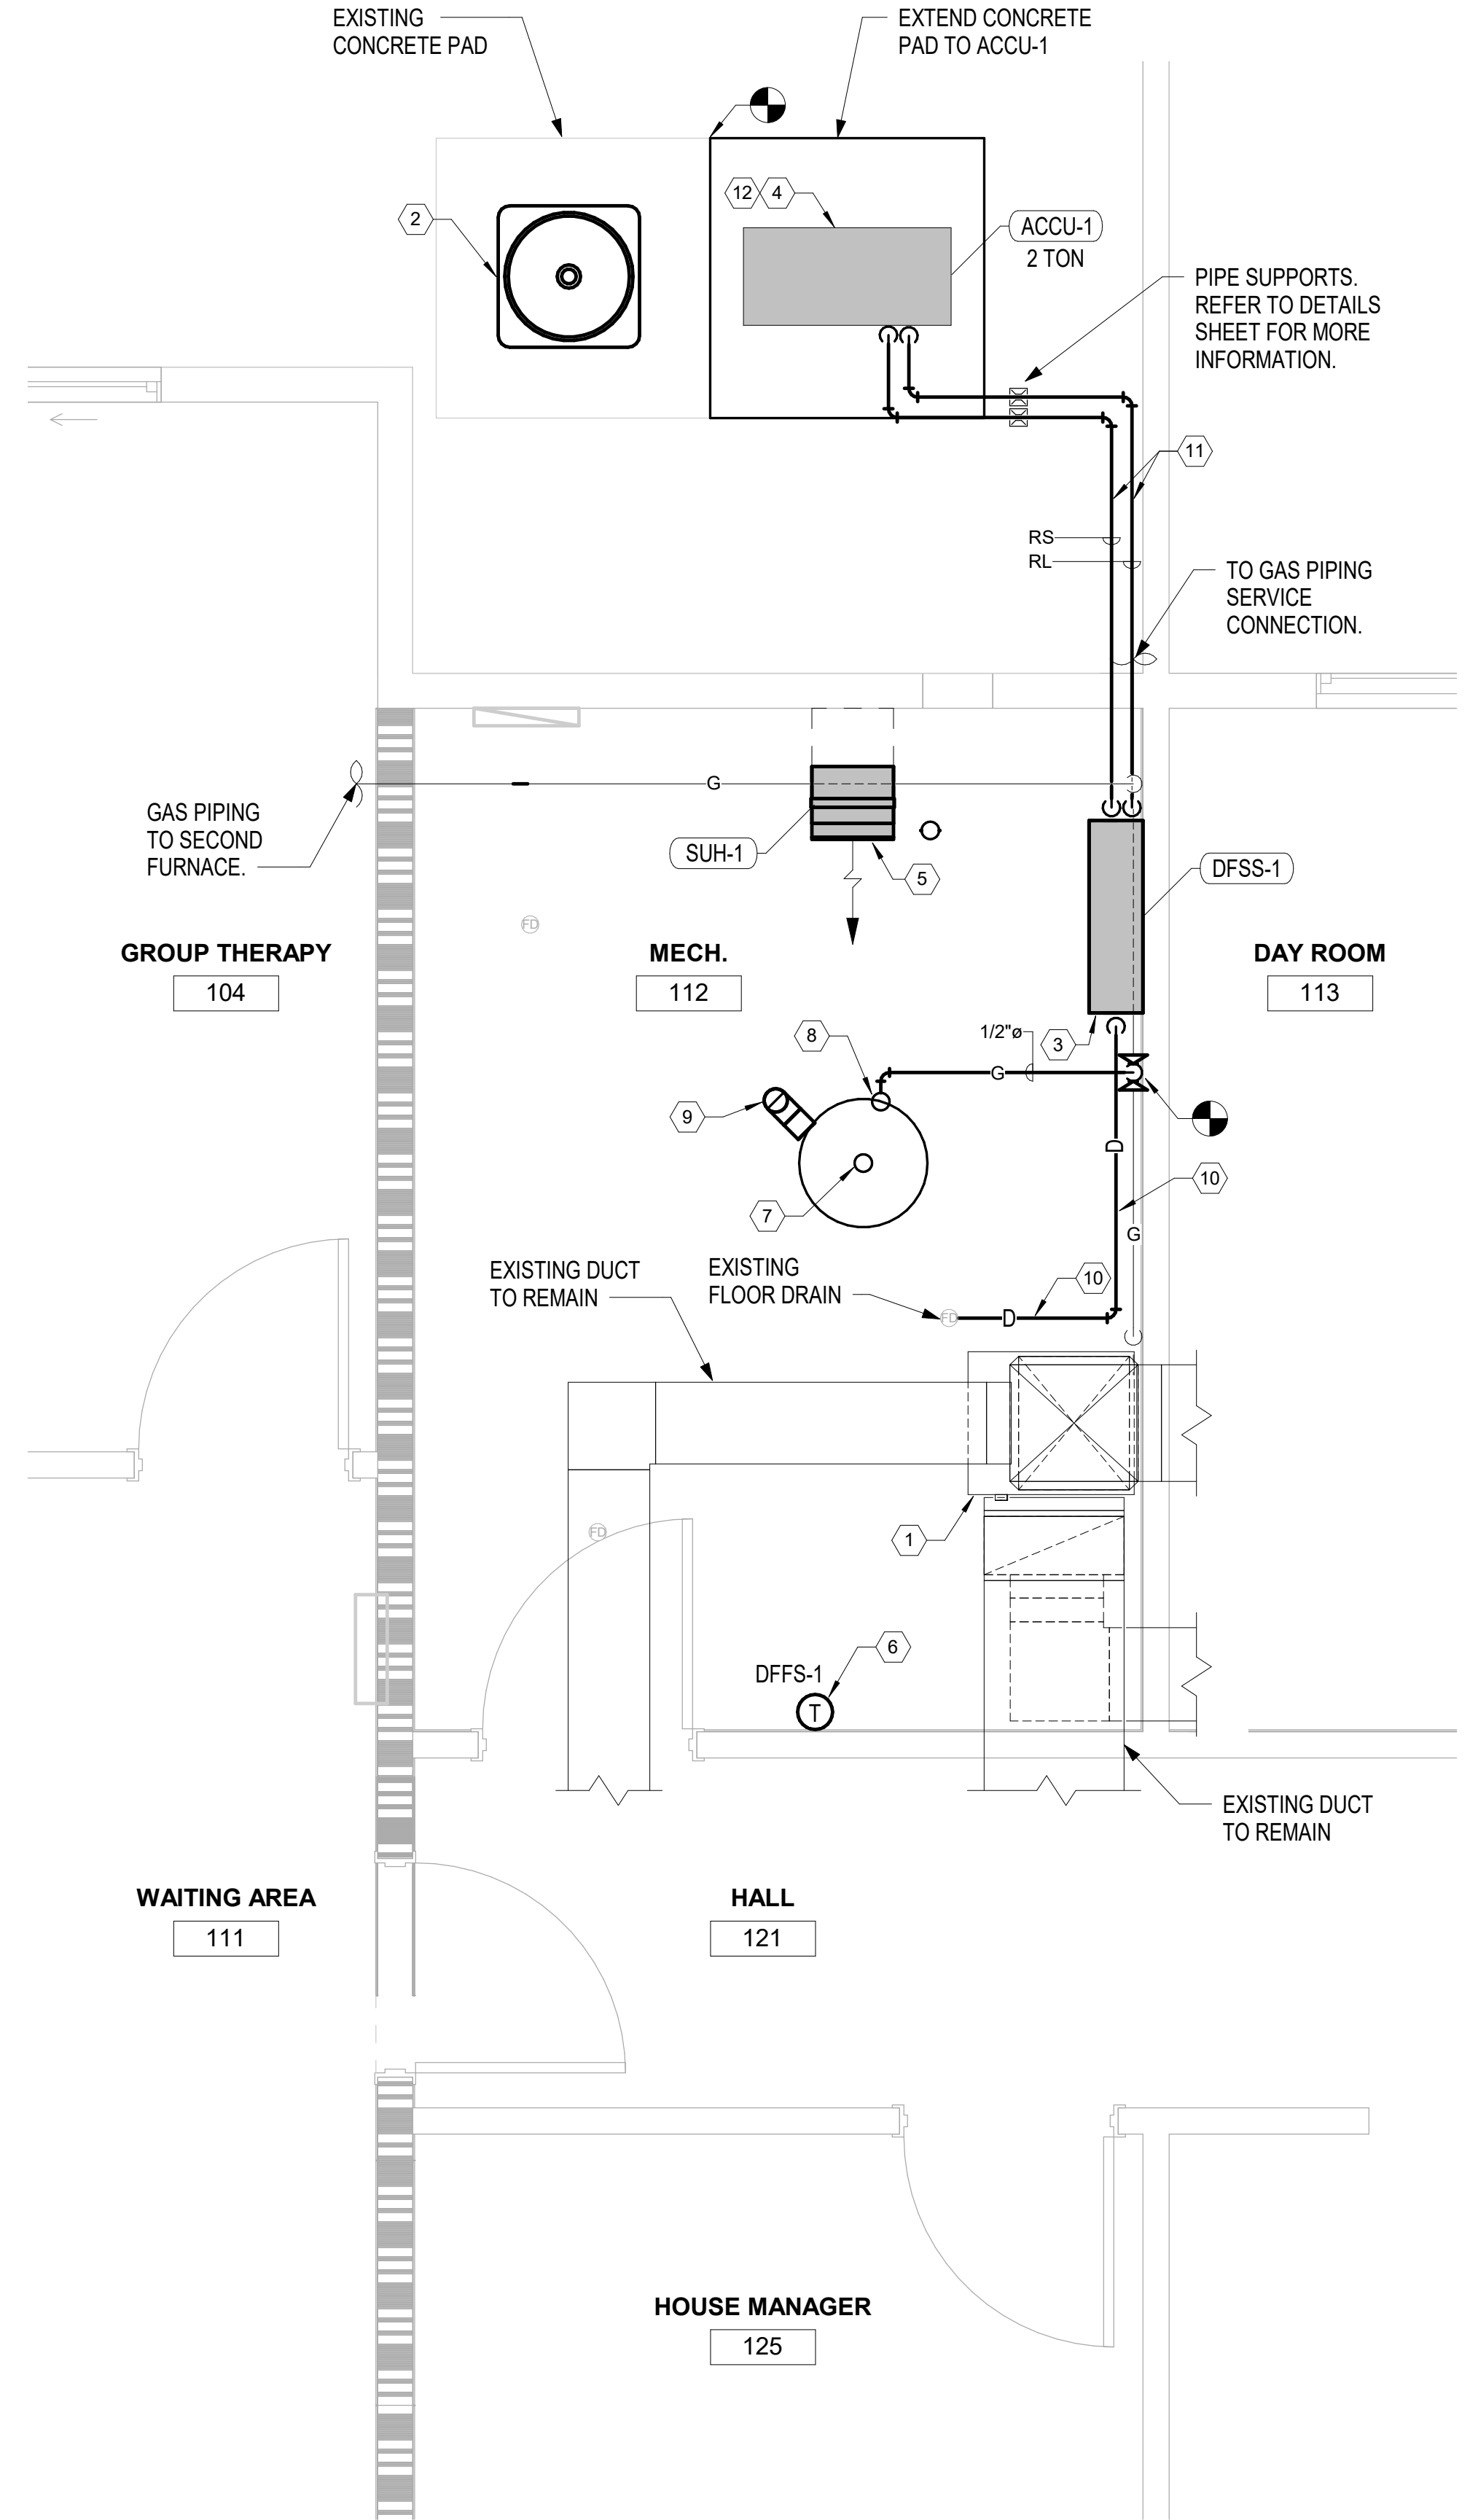 EXISTING
CONCRETE PAD
EXTEND CONCRETE
PAD TO ACCU-1
2
12
4
ACCU-1
2 TON
PIPE SUPPORTS.
REFER TO DETAILS
SHEET FOR MORE
INFORMATION.
11
RS
RL
TO GAS PIPING
SERVICE
CONNECTION.
G
GAS PIPING
TO SECOND
FURNACE.
SUH-1
5
DFSS-1
FD
GROUP THERAPY
104
MECH.
112
DAY ROOM
113
8
1/2"ø
3
G
9
D
7
10
G
EXISTING DUCT
TO REMAIN
EXISTING
FLOOR DRAIN
10
FD
D
1
FD
6
DFFS-1
T
EXISTING DUCT
TO REMAIN
WAITING AREA
111
HALL
121
HOUSE MANAGER
125